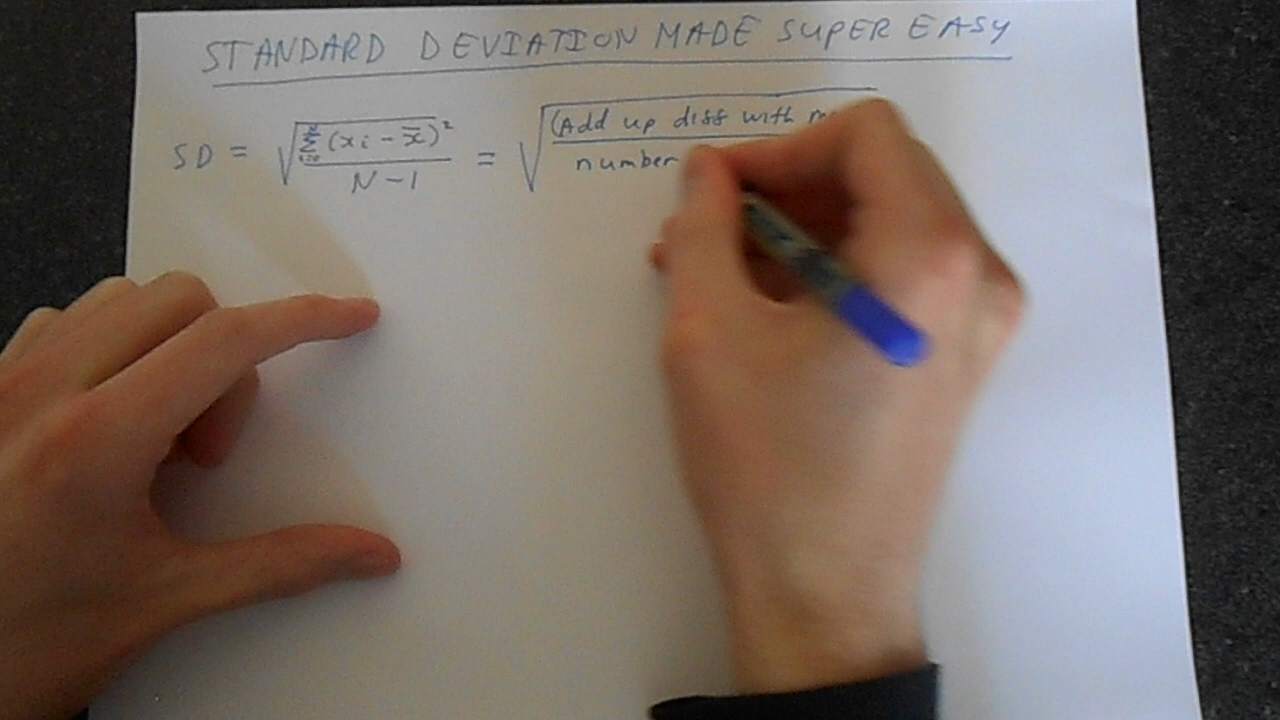 STANDARD DEVIATION MADE SUPER EASY
SD = √(Σ(xi - x̄)² / N-1) = √((Add up diff with / number